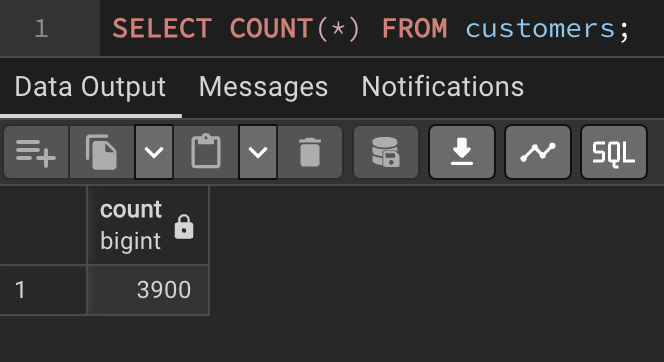 1 SELECT COUNT(*) FROM customers;
Data Output Messages Notifications
SQL
count
bigint
1 3900